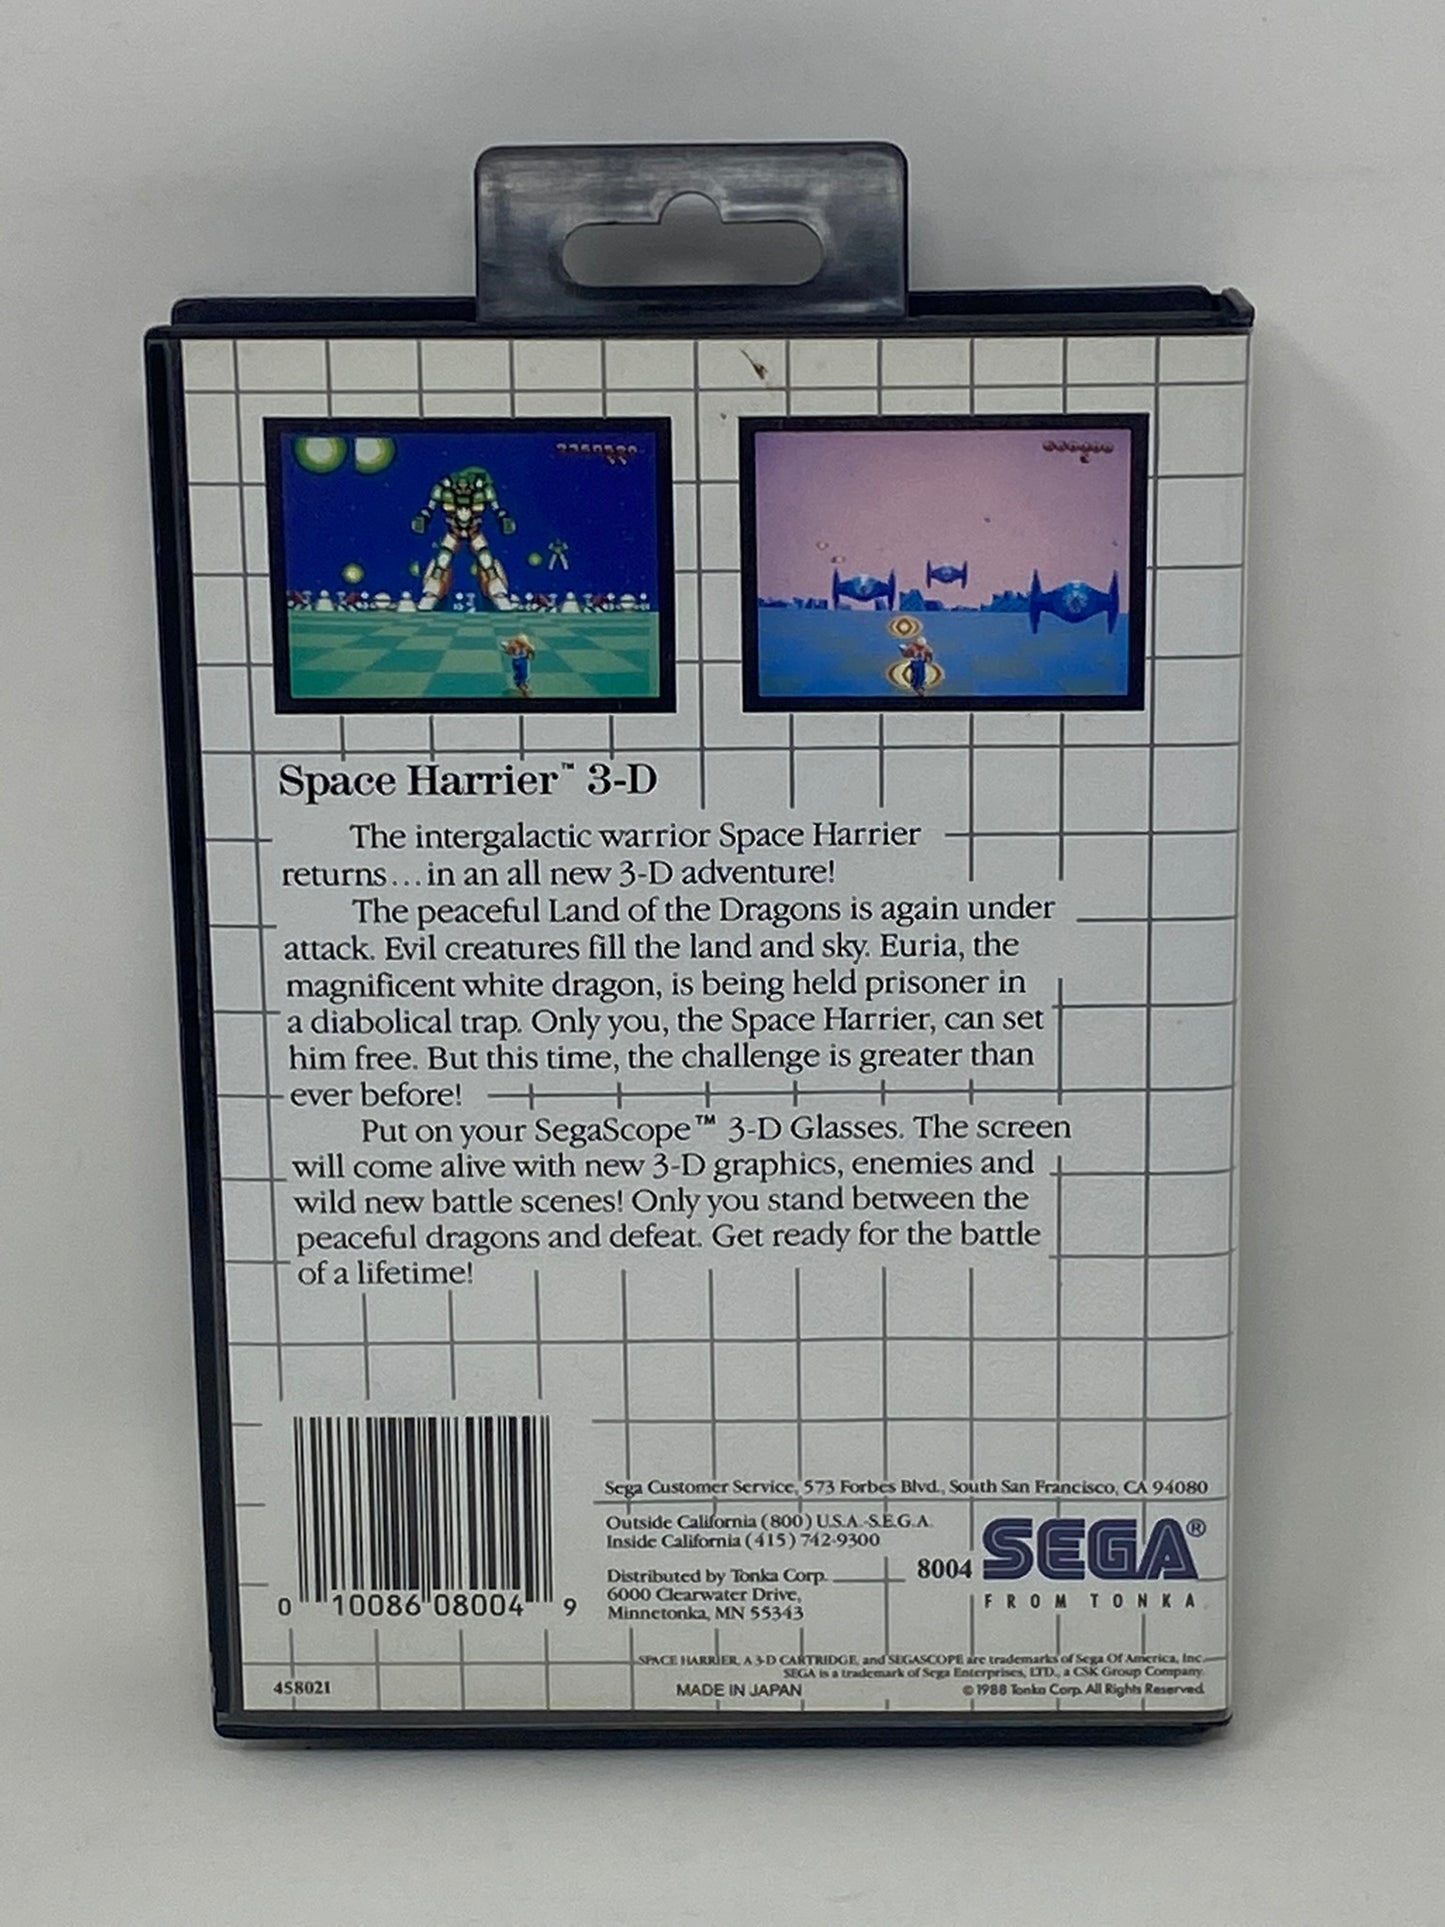 Space Harrier™ 3-D
The intergalactic warrior Space Harrier
returns...in an all new 3-D adventure!
The peaceful Land of the Dragons is again under
attack. Evil creatures fill the land and sky. Euria, the
magnificent white dragon, is being held prisoner in
a diabolical trap. Only you, the Space Harrier, can set
him free. But this time, the challenge is greater than
ever before!
Put on your SegaScope™ 3-D Glasses. The screen
will come alive with new 3-D graphics, enemies and
wild new battle scenes! Only you stand between the
peaceful dragons and defeat. Get ready for the battle
of a lifetime!
0 10086 08004 9
Sega Customer Service, 573 Forbes Blvd., South San Francisco, CA 94080
Outside California (800) U.S.A.-S.E.G.A.
Inside California (415) 742-9300
Distributed by Tonka Corp.
6000 Clearwater Drive,
Minnetonka, MN 55343
8004 SEGA®
FROM TONKA
SPACE HARRIER, A 3-D CARTRIDGE, and SEGASCOPE are trademarks of Sega Of America, Inc.
SEGA is a trademark of Sega Enterprises, LTD., a CSK Group Company.
458021
MADE IN JAPAN
© 1988 Tonka Corp. All Rights Reserved.